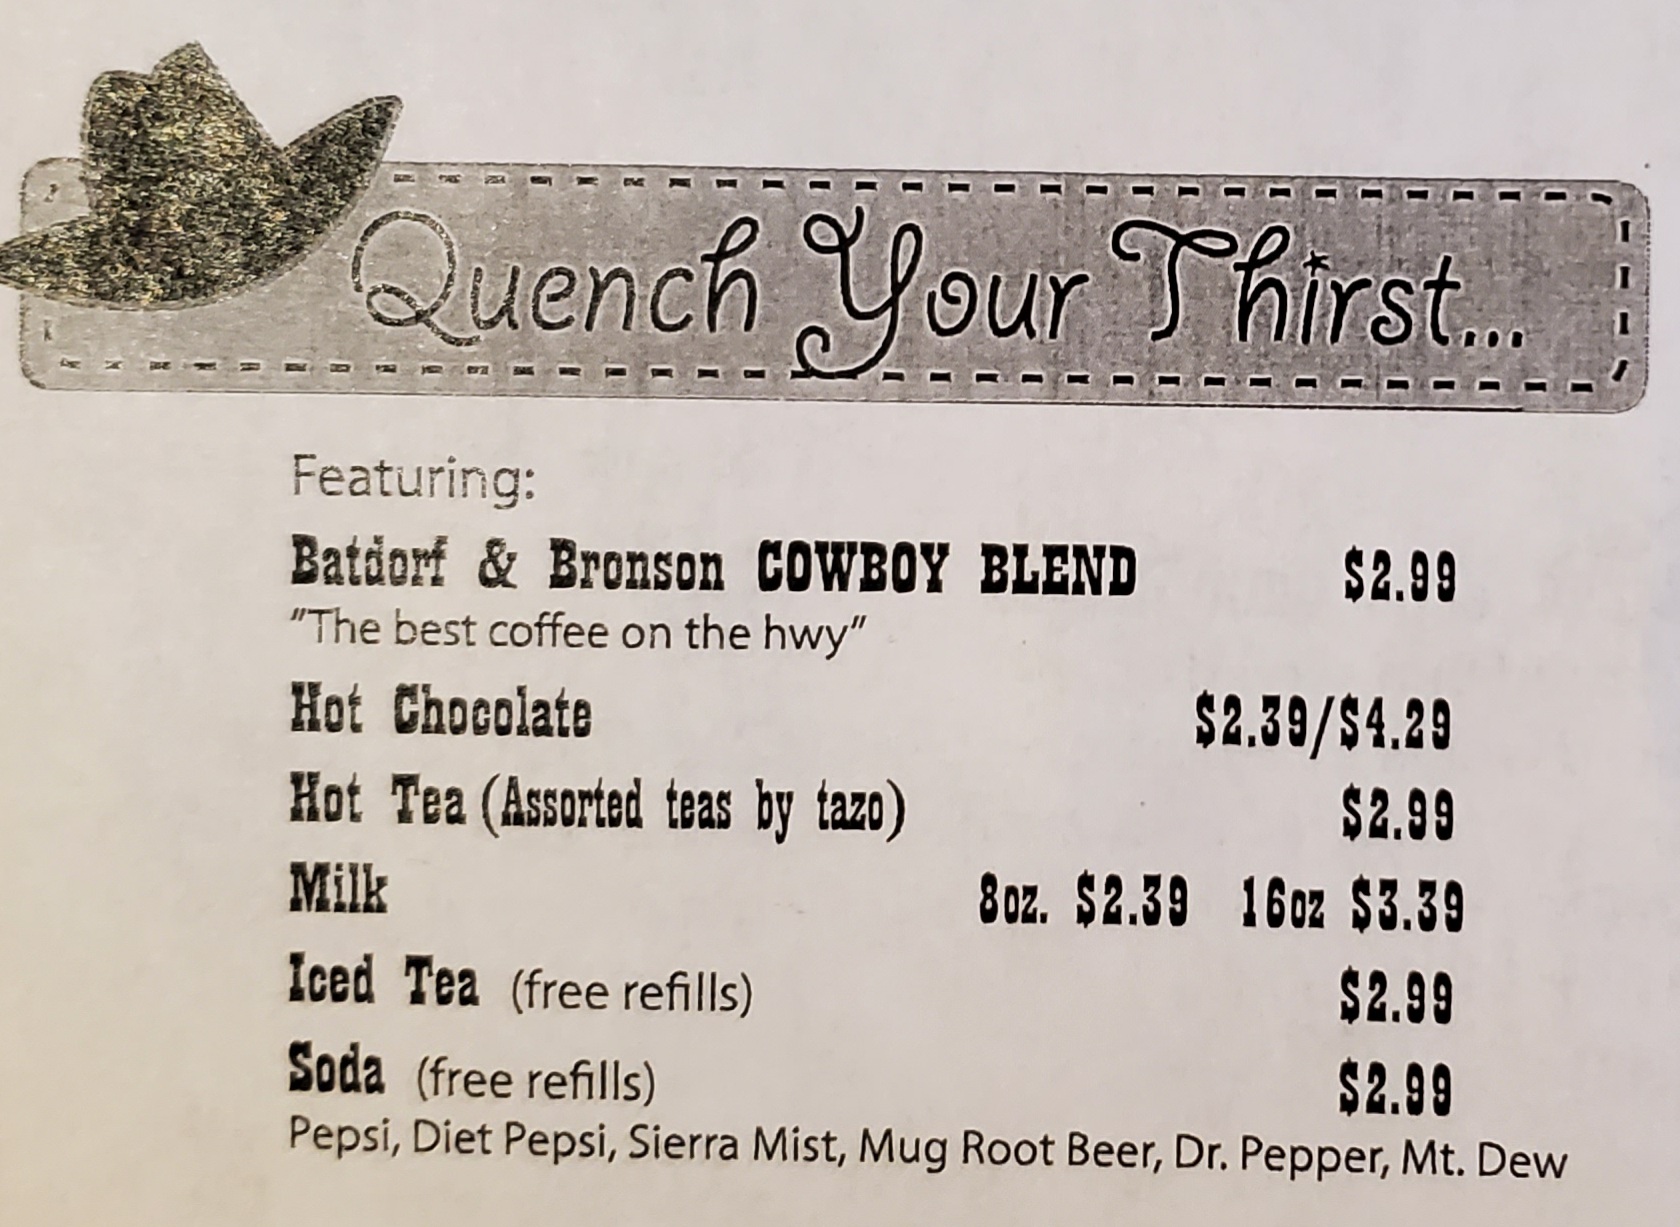 Quench Your Thirst...
Featuring:
Batdorf & Bronson COWBOY BLEND $2.99
"The best coffee on the hwy"
Hot Chocolate $2.39/$4.29
Hot Tea (Assorted teas by tazo) $2.99
Milk 8oz. $2.39 16oz $3.39
Iced Tea (free refills) $2.99
Soda (free refills) $2.99
Pepsi, Diet Pepsi, Sierra Mist, Mug Root Beer, Dr. Pepper, Mt. Dew